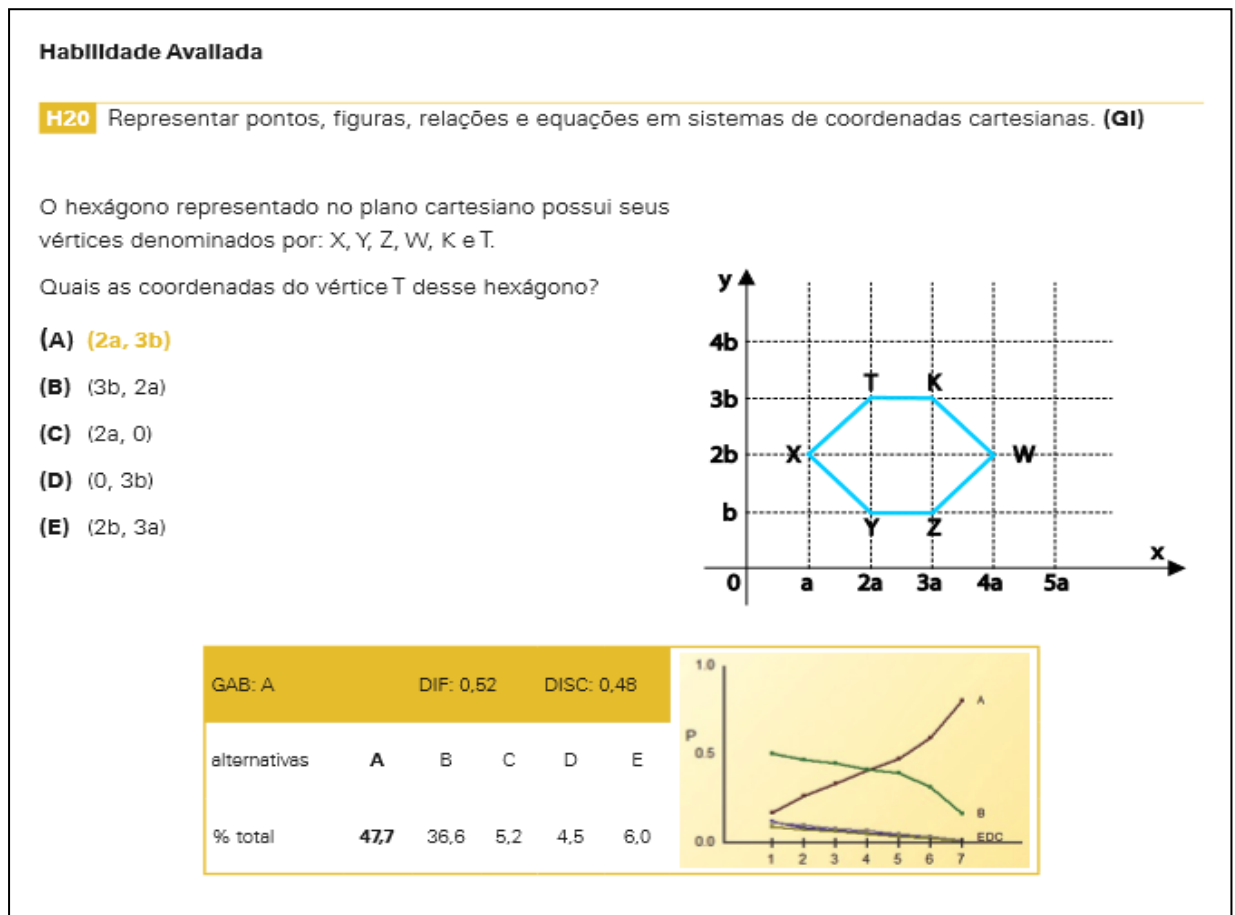 Habilidade Avaliada
H20 Representar pontos, figuras, relações e equações em sistemas de coordenadas cartesianas. (GI)
O hexágono representado no plano cartesiano possui seus
vértices denominados por: X, Y, Z, W, K e T.
Quais as coordenadas do vértice T desse hexágono?
(A) (2a, 3b)
(B) (3b, 2a)
(C) (2a, 0)
(D) (0, 3b)
(E) (2b, 3a)
y
4b
T K
3b
2b X W
b
Y Z
x
0 a 2a 3a 4a 5a
GAB: A DIF: 0,52 DISC: 0,48
alternativas A B C D E
% total 47,7 36,6 5,2 4,5 6,0
1.0
A
P
0.5
B
0.0 EDC
1 2 3 4 5 6 7